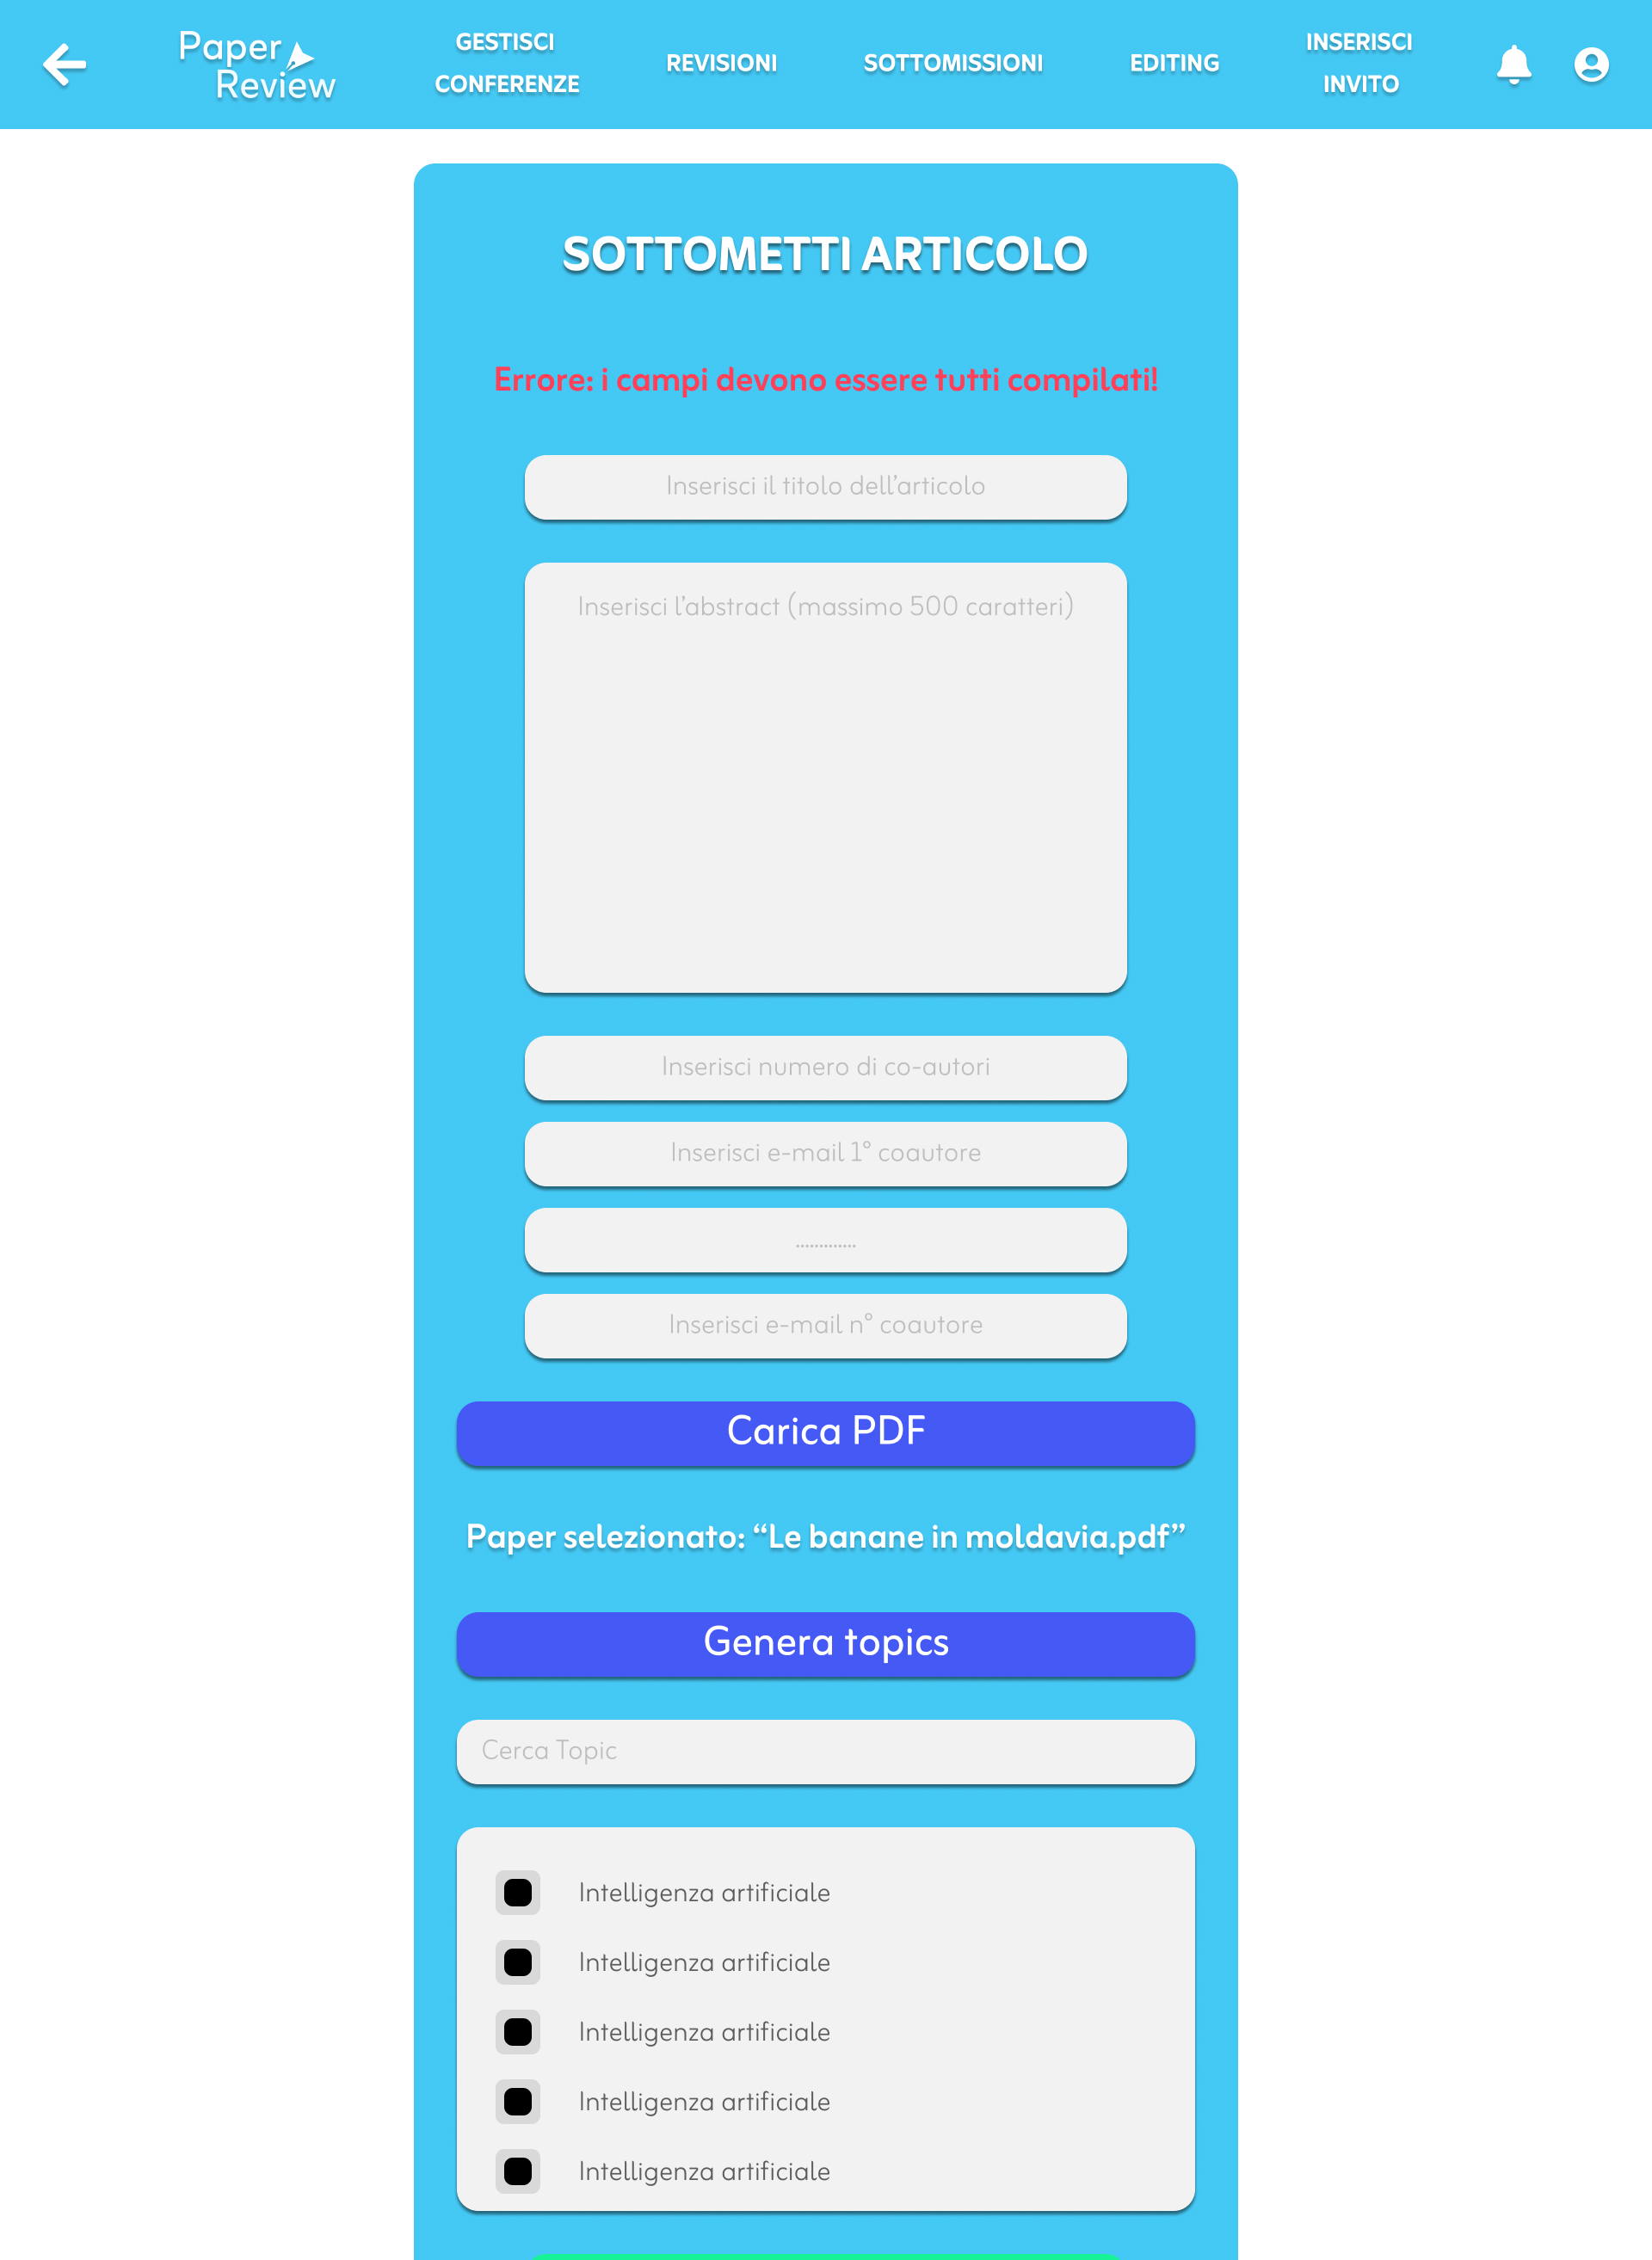 Paper
Review
GESTISCI
CONFERENZE
REVISIONI
SOTTOMISSIONI
EDITING
INSERISCI
INVITO
SOTTOMETTI ARTICOLO
Errore: i campi devono essere tutti compilati!
Inserisci il titolo dell’articolo
Inserisci l’abstract (massimo 500 caratteri)
Inserisci numero di co-autori
Inserisci e-mail 1° coautore
.............
Inserisci e-mail n° coautore
Carica PDF
Paper selezionato: “Le banane in moldavia.pdf”
Genera topics
Cerca Topic
Intelligenza artificiale
Intelligenza artificiale
Intelligenza artificiale
Intelligenza artificiale
Intelligenza artificiale